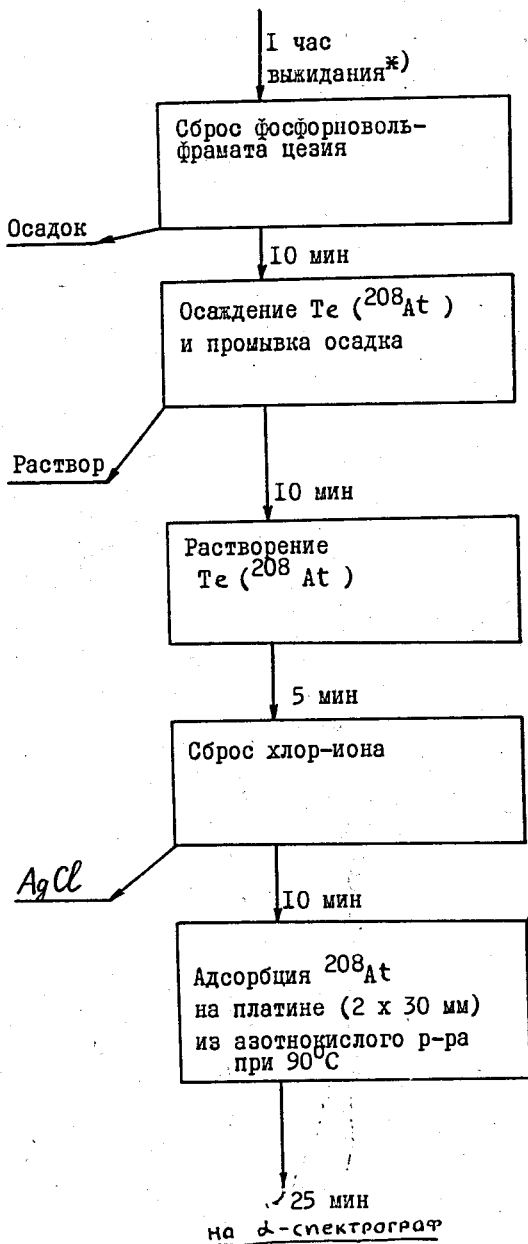 I час
выжидания*)
Сброс фосфорноволь-
фрамата цезия
Осадок
IO мин
Осаждение Te (²⁰⁸At)
и промывка осадка
Раствор
IO мин
Растворение
Te (²⁰⁸ At)
5 мин
Сброс хлор-иона
AgCl
IO мин
Адсорбция ²⁰⁸At
на платине (2 x 30 мм)
из азотнокислого р-ра
при 90⁰C
25 мин
на α-спектрограф